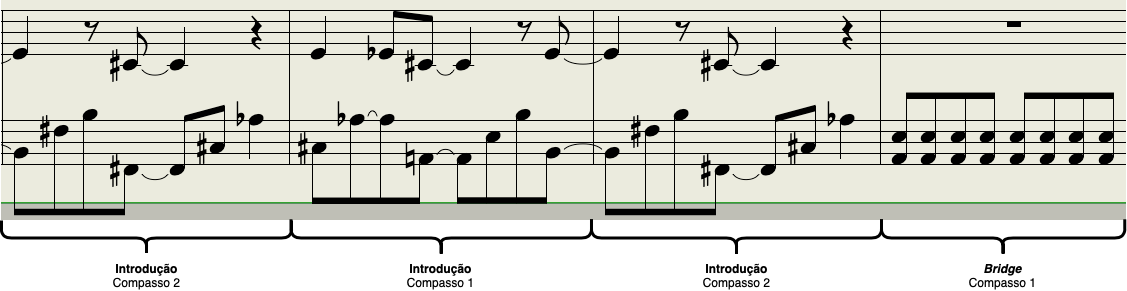 Introdução
Compasso 2
Introdução
Compasso 1
Introdução
Compasso 2
Bridge
Compasso 1